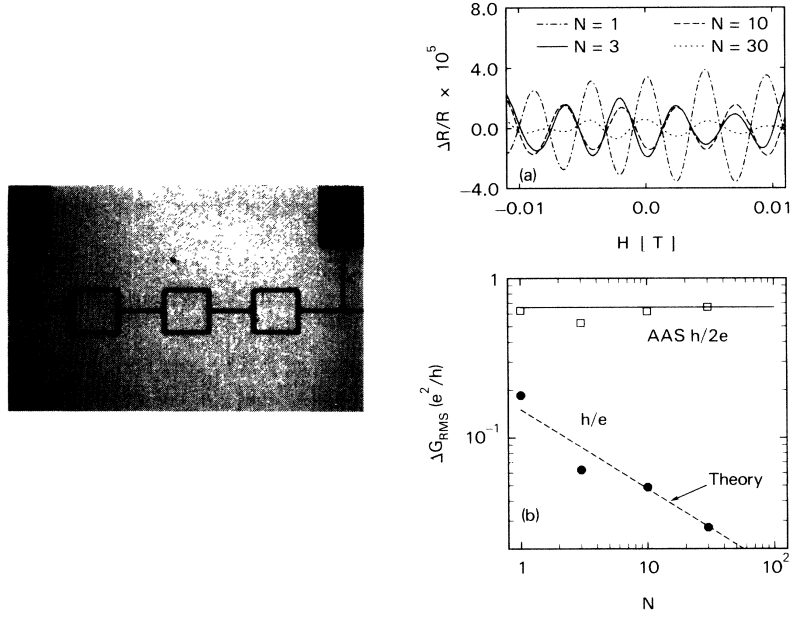 8.0
4.0
0.0
−4.0
ΔR/R × 10⁵
N = 1
N = 10
N = 3
N = 30
(a)
−0.01
0.0
0.01
H [ T ]
1
10⁻¹
ΔG_RMS (e²/h)
AAS h/2e
h/e
Theory
(b)
1
10
10²
N